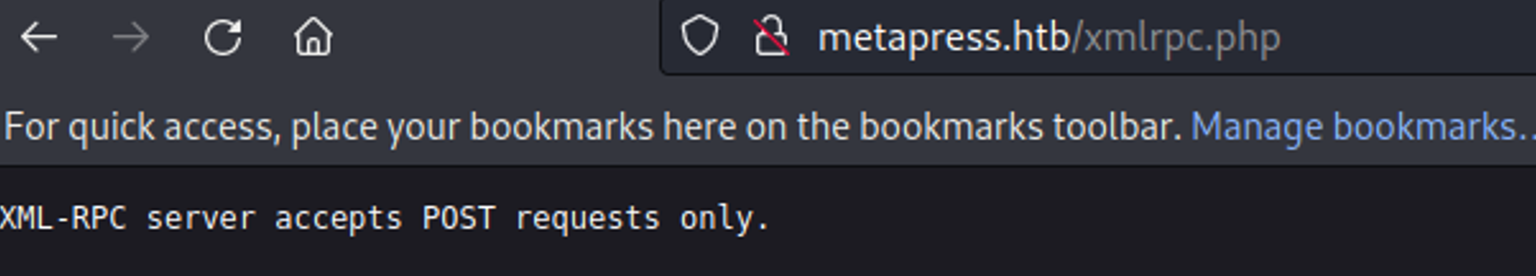 metapress.htb/xmlrpc.php
For quick access, place your bookmarks here on the bookmarks toolbar. Manage bookmarks..
XML-RPC server accepts POST requests only.